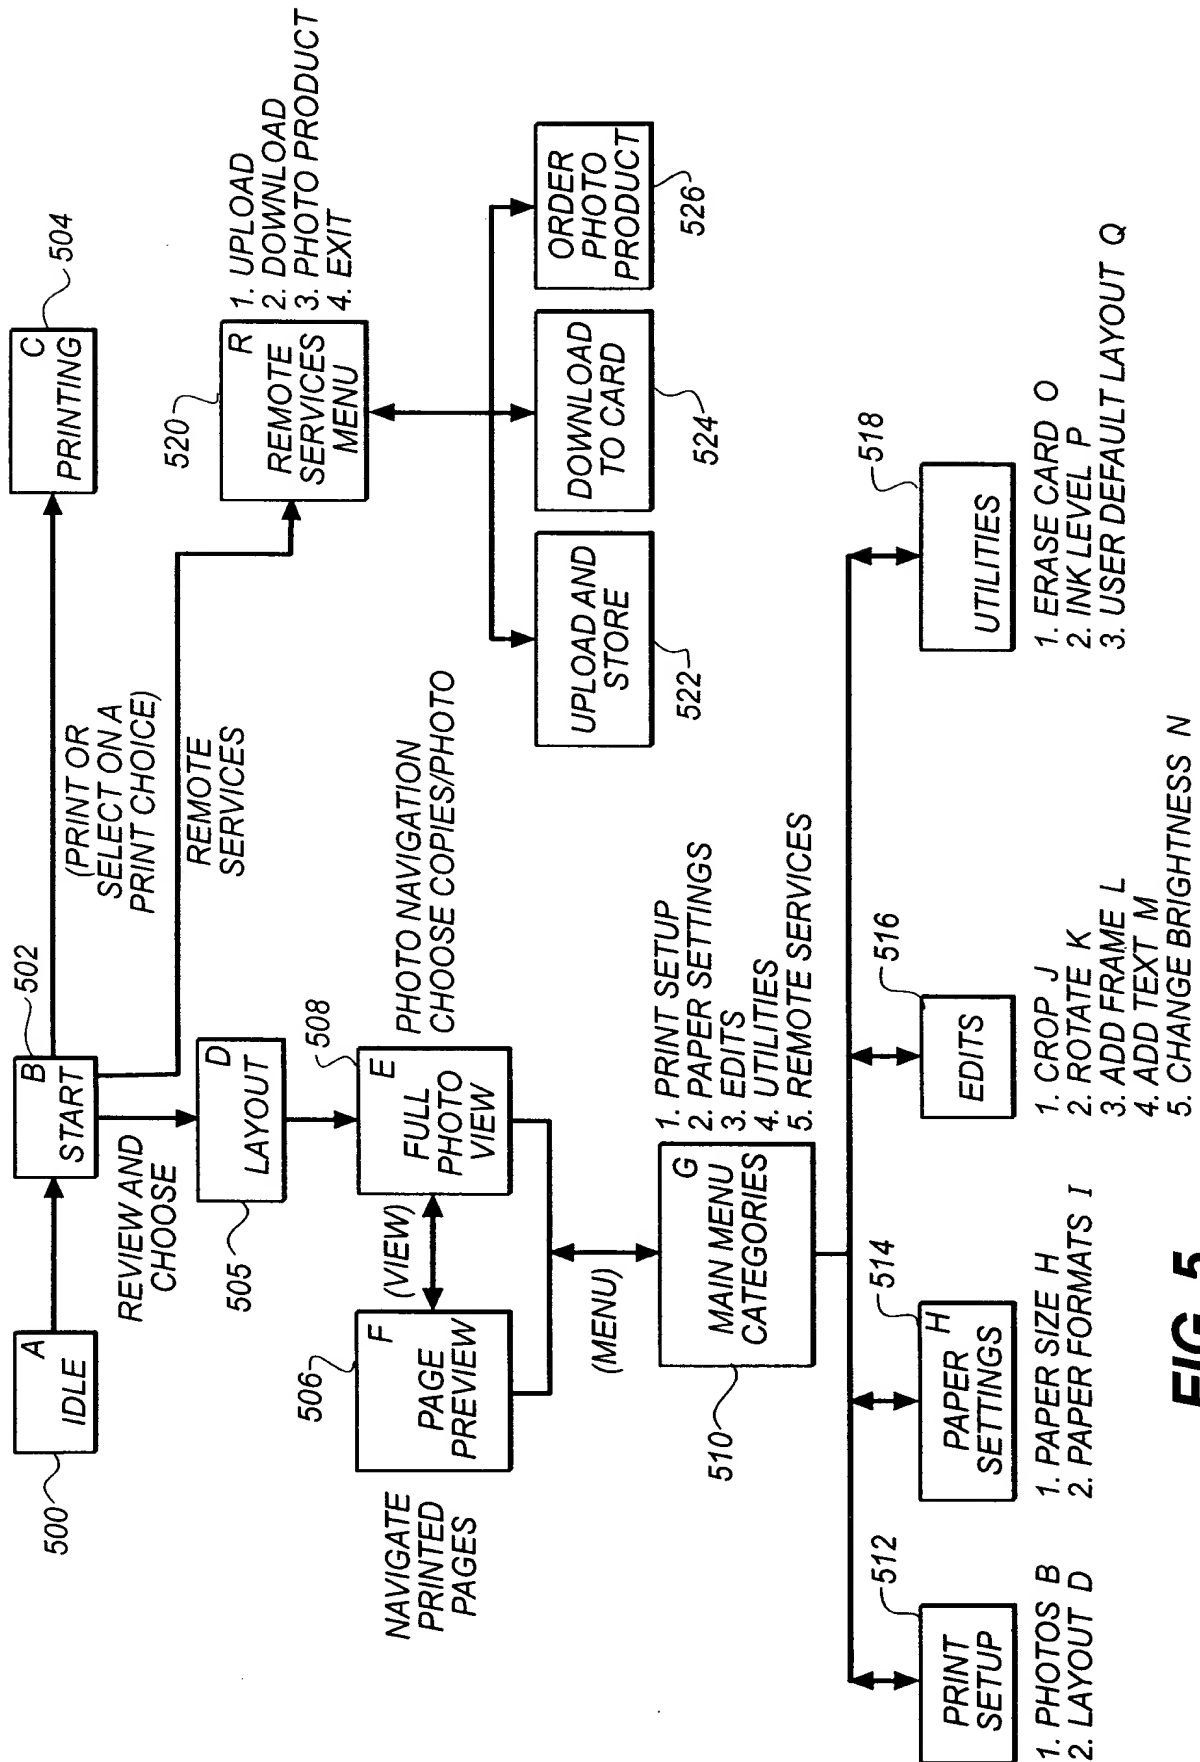 500
A
IDLE
502
B
START
(PRINT OR
SELECT ON A
PRINT CHOICE)
504
C
PRINTING
REVIEW AND
CHOOSE
REMOTE
SERVICES
505
D
LAYOUT
520
R
REMOTE
SERVICES
MENU
1. UPLOAD
2. DOWNLOAD
3. PHOTO PRODUCT
4. EXIT
NAVIGATE
PRINTED
PAGES
506
F
PAGE
PREVIEW
(VIEW)
508
E
FULL
PHOTO
VIEW
PHOTO NAVIGATION
CHOOSE COPIES/PHOTO
UPLOAD AND
STORE
522
DOWNLOAD
TO CARD
524
ORDER
PHOTO
PRODUCT
526
(MENU)
510
G
MAIN MENU
CATEGORIES
1. PRINT SETUP
2. PAPER SETTINGS
3. EDITS
4. UTILITIES
5. REMOTE SERVICES
512
PRINT
SETUP
1. PHOTOS B
2. LAYOUT D
514
H
PAPER
SETTINGS
1. PAPER SIZE H
2. PAPER FORMATS I
516
EDITS
1. CROP J
2. ROTATE K
3. ADD FRAME L
4. ADD TEXT M
5. CHANGE BRIGHTNESS N
518
UTILITIES
1. ERASE CARD O
2. INK LEVEL P
3. USER DEFAULT LAYOUT Q
FIG. 5